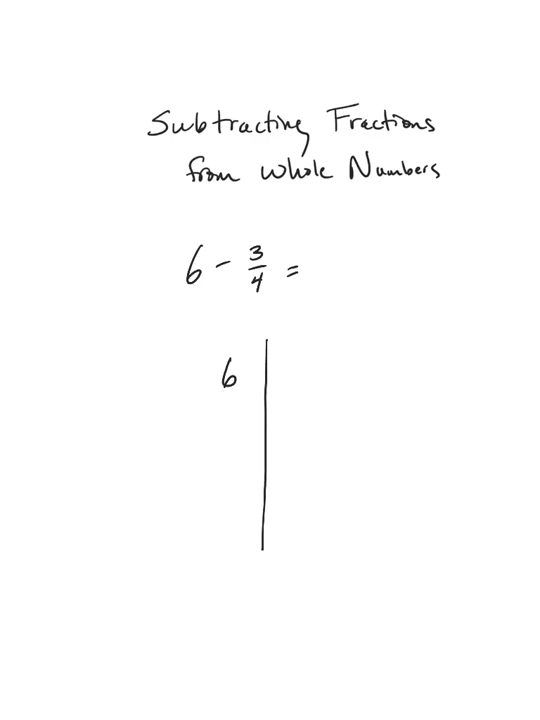 Subtracting Fractions
from Whole Numbers
6 - 3/4 =
6